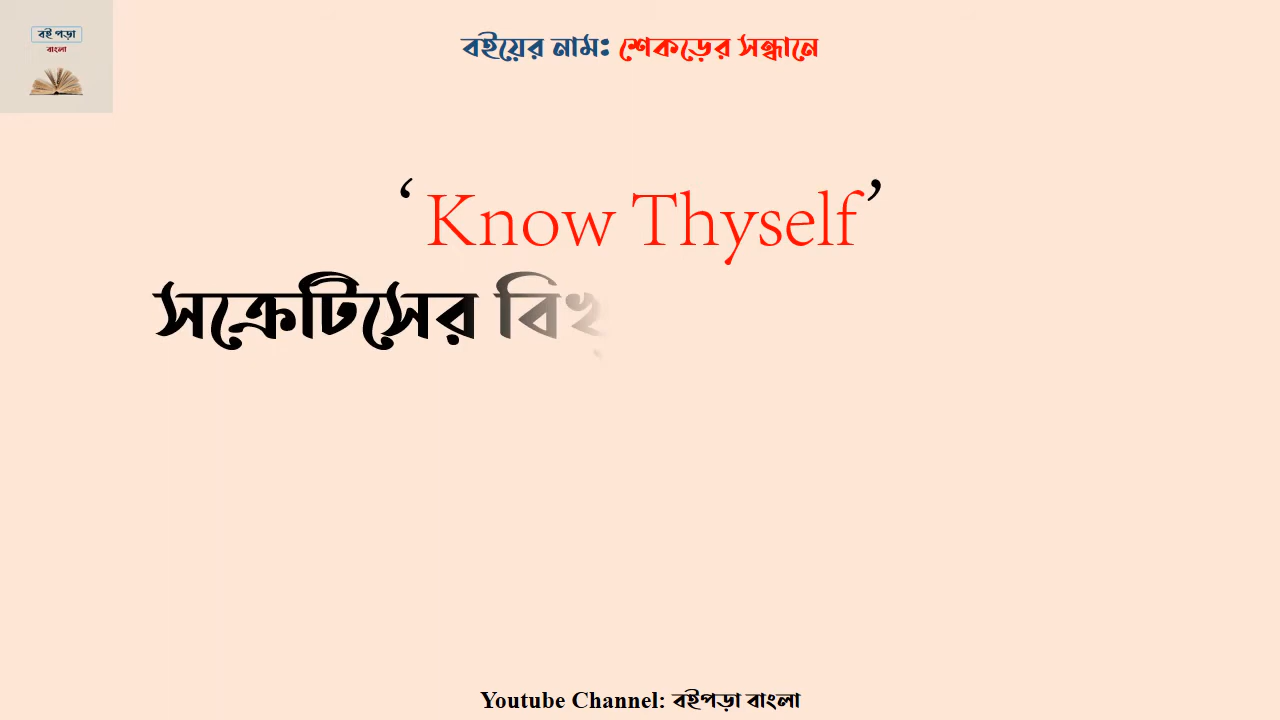 বই পড়া
বাংলা
বইয়ের নাম: শেকড়ের সন্ধানে
‘Know Thyself’
সক্রেটিসের
Youtube Channel: বইপড়া বাংলা